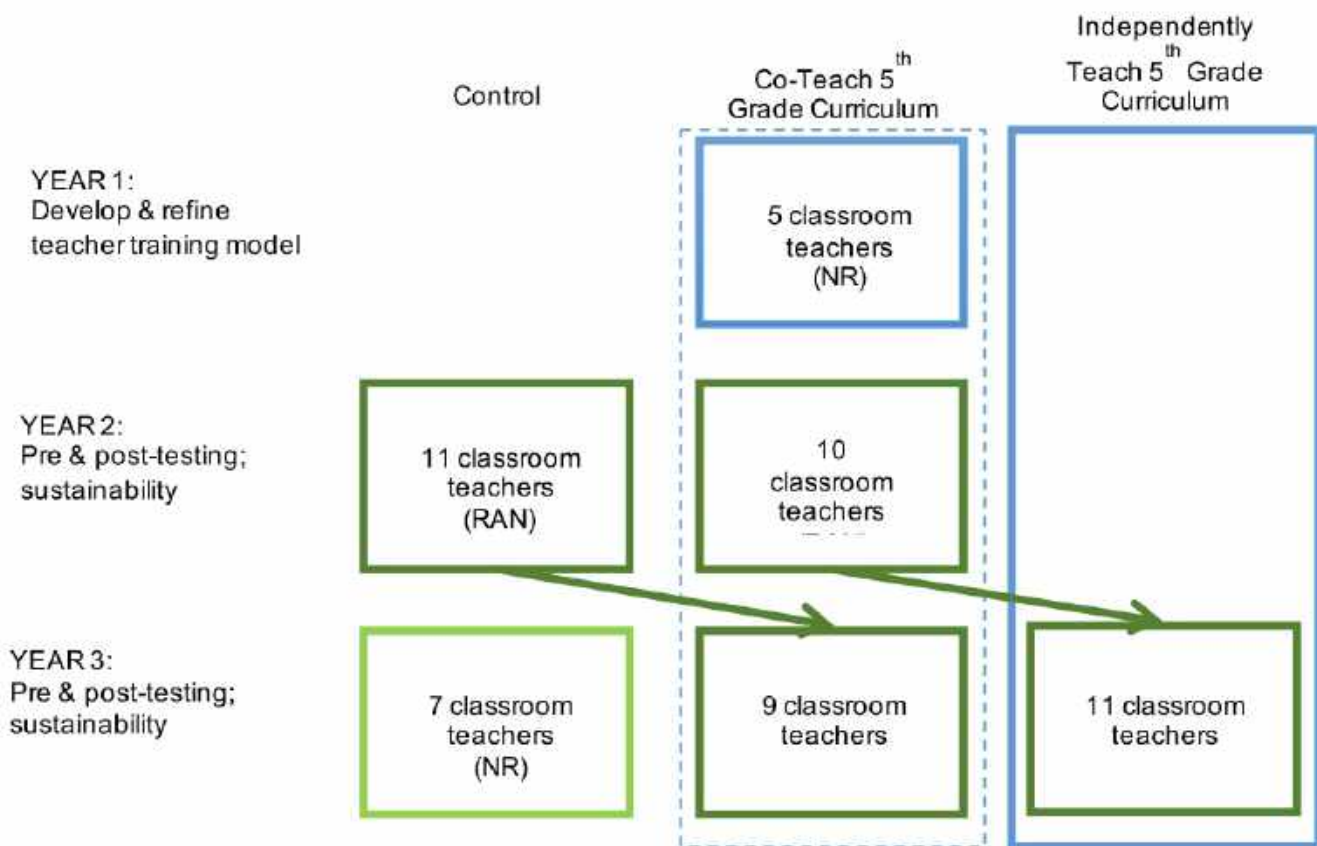 Control
Co-Teach 5th
Grade Curriculum
Independently
Teach 5th Grade
Curriculum
YEAR 1:
Develop & refine
teacher training model
5 classroom
teachers
(NR)
YEAR 2:
Pre & post-testing;
sustainability
11 classroom
teachers
(RAN)
10
classroom
teachers
YEAR 3:
Pre & post-testing;
sustainability
7 classroom
teachers
(NR)
9 classroom
teachers
11 classroom
teachers